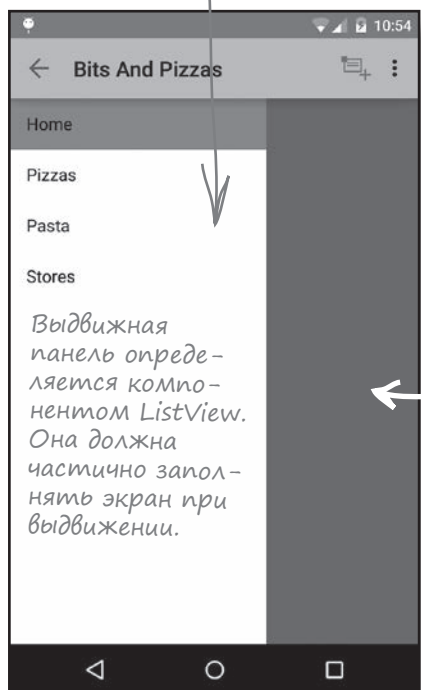 10:54
Bits And Pizzas
Home
Pizzas
Pasta
Stores
Выдвижная
панель опреде-
ляется компо-
нентом ListView.
Она должна
частично запол-
нять экран при
выдвижении.